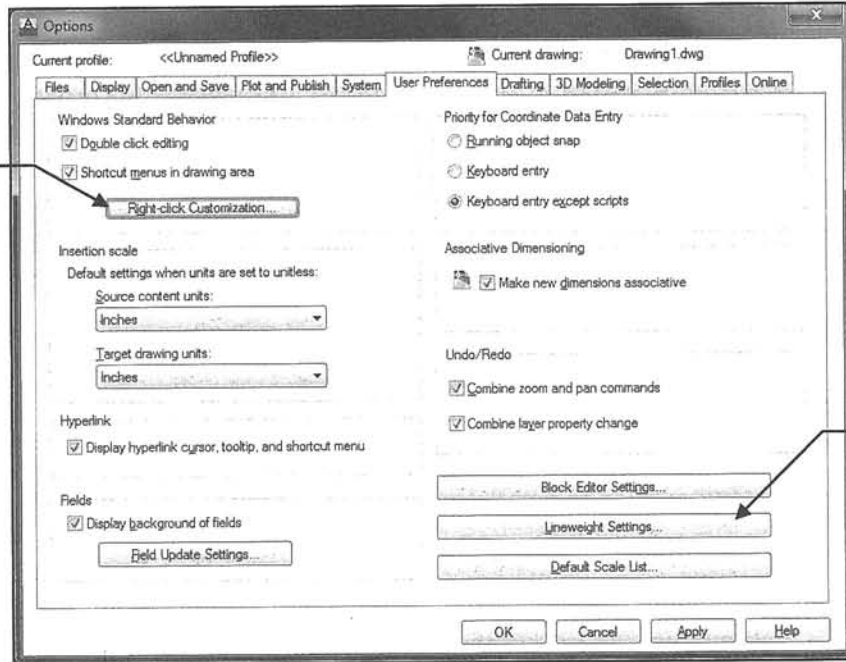 Options
Current profile: <<Unnamed Profile>> Current drawing: Drawing1.dwg
Files Display Open and Save Plot and Publish System User Preferences Drafting 3D Modeling Selection Profiles Online
Windows Standard Behavior
Double click editing
Shortcut menus in drawing area
Right-click Customization...
Insertion scale
Default settings when units are set to unitless:
Source content units:
Inches
Target drawing units:
Inches
Hyperlink
Display hyperlink cursor, tooltip, and shortcut menu
Fields
Display background of fields
Field Update Settings...
Priority for Coordinate Data Entry
Running object snap
Keyboard entry
Keyboard entry except scripts
Associative Dimensioning
Make new dimensions associative
Undo/Redo
Combine zoom and pan commands
Combine layer property change
Block Editor Settings...
Lineweight Settings...
Default Scale List...
OK Cancel Apply Help